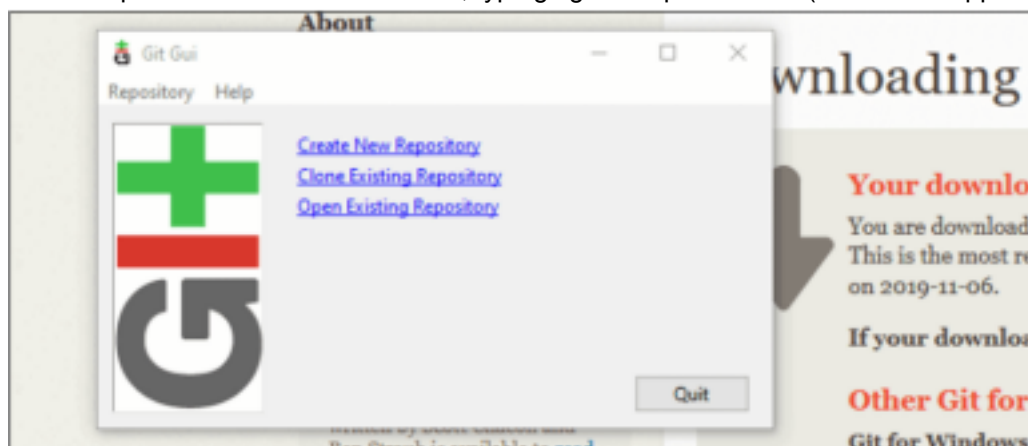 About
Git Gui
Repository Help
Create New Repository
Clone Existing Repository
Open Existing Repository
Quit
GIT
wnloading
Your downlo
You are download
This is the most re
on 2019-11-06.
If your downloa
Other Git for
Git for Windows